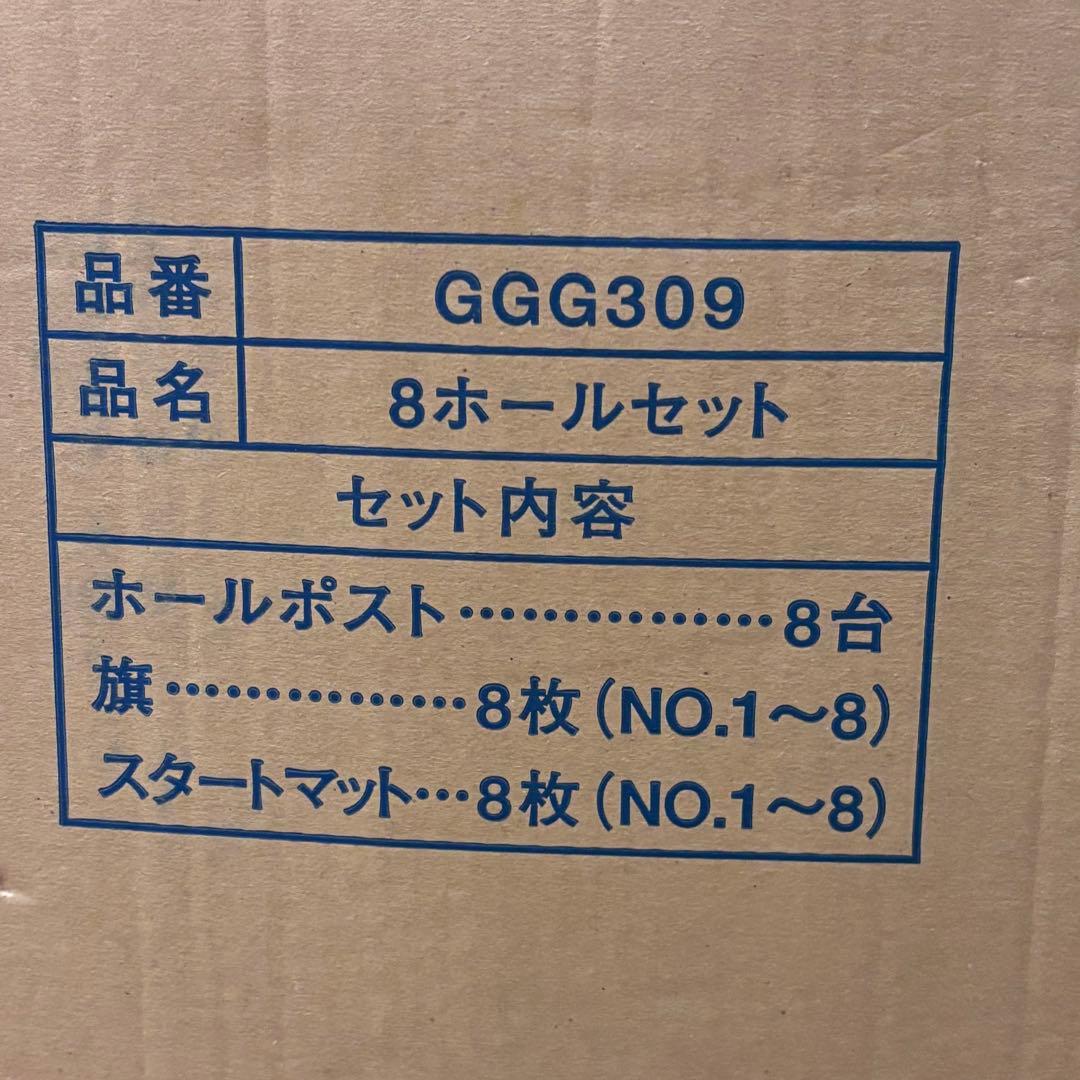 品番 GGG309
品名 8ホールセット
セット内容
ホールポスト……………8台
旗……………8枚(NO.1〜8)
スタートマット…8枚(NO.1〜8)